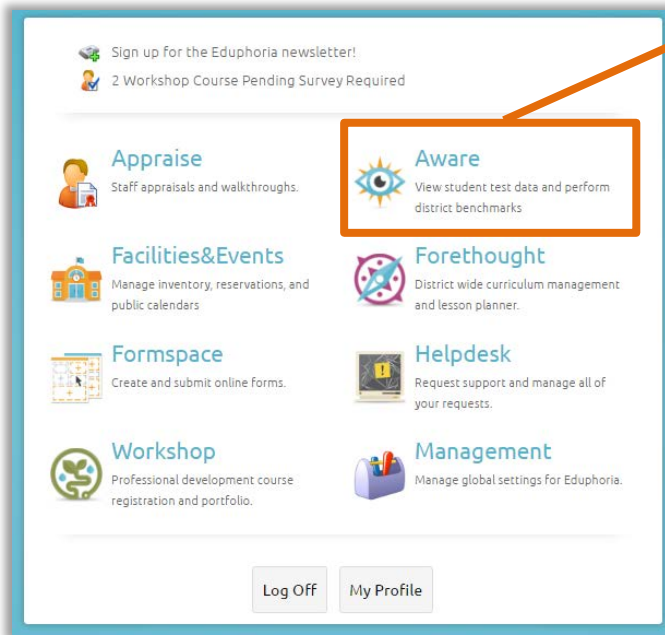 Sign up for the Eduphoria newsletter!
2 Workshop Course Pending Survey Required
Appraise
Staff appraisals and walkthroughs.
Aware
View student test data and perform
district benchmarks
Facilities&Events
Manage inventory, reservations, and
public calendars
Forethought
District wide curriculum management
and lesson planner.
Formspace
Create and submit online forms.
Helpdesk
Request support and manage all of
your requests.
Workshop
Professional development course
registration and portfolio.
Management
Manage global settings for Eduphoria.
Log Off
My Profile